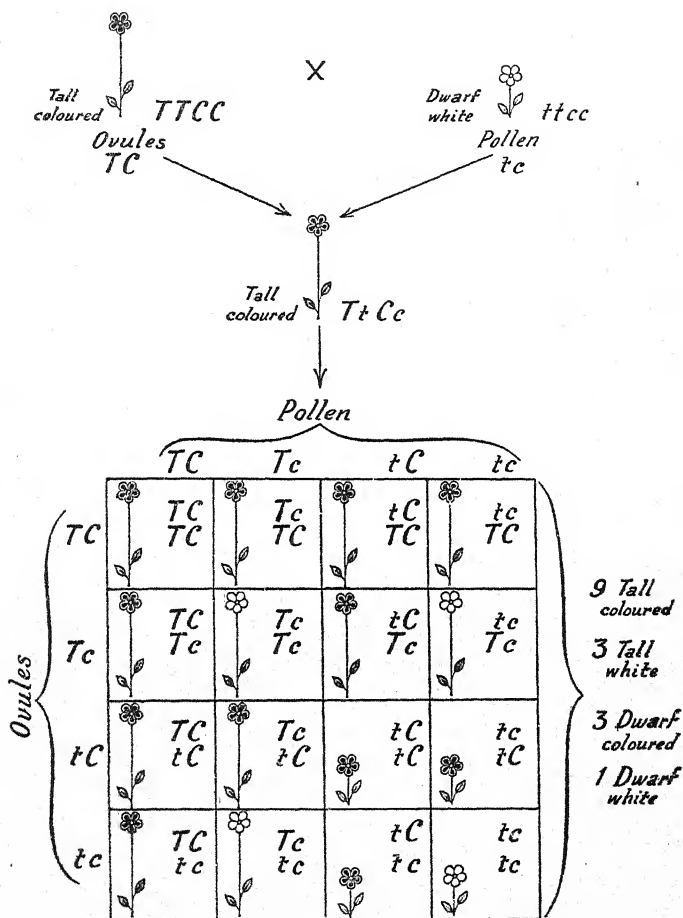 X
Tall
coloured TTCC
Ovules
TC
Dwarf
white ttcc
Pollen
tc
Tall
coloured TtCc
Pollen
TC Tc tC tc
Ovules
TC
TC Tc tC tc
TC TC TC TC
Tc
TC Tc tC tc
Tc Tc Tc Tc
tC
TC Tc tC tc
tC tC tC tC
tc
TC Tc tC tc
tc tc tc tc
9 Tall
coloured
3 Tall
white
3 Dwarf
coloured
1 Dwarf
white